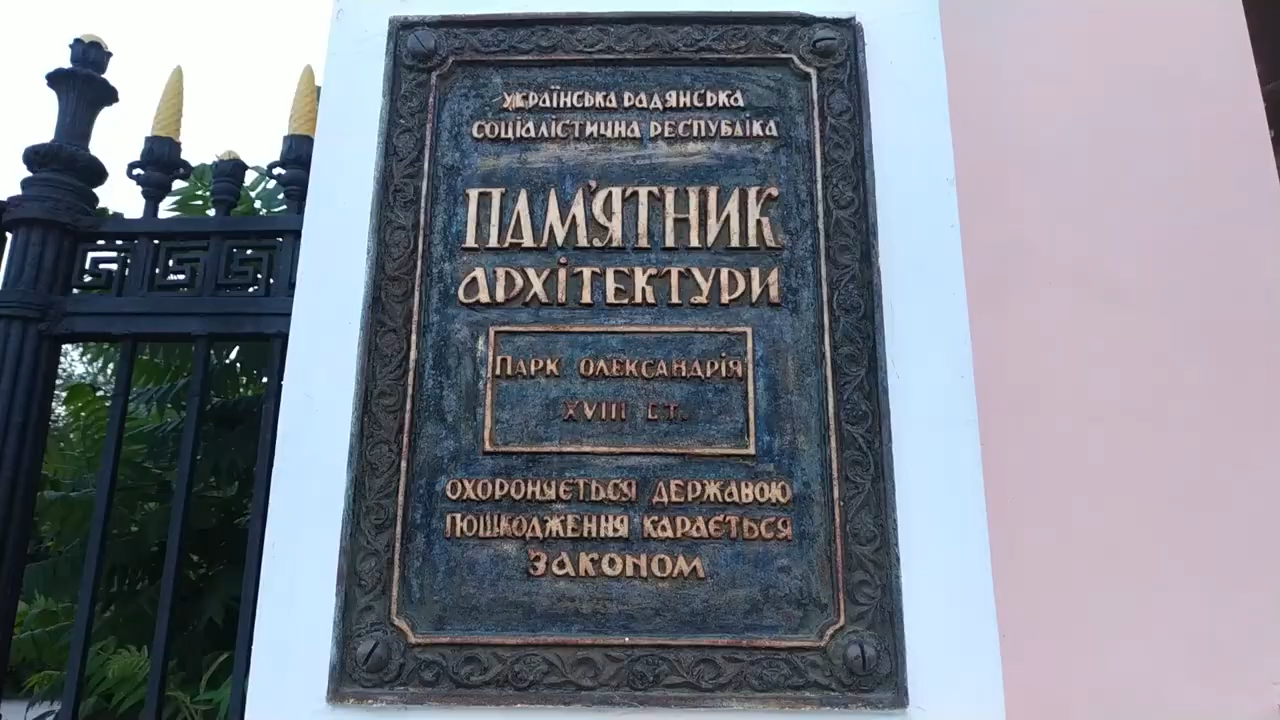 Українська Радянська
Соціалістична Республіка
Пам'ятник
архітектури
Парк Олександрія
XVIII ст.
Охороняється державою
пошкодження карається
законом